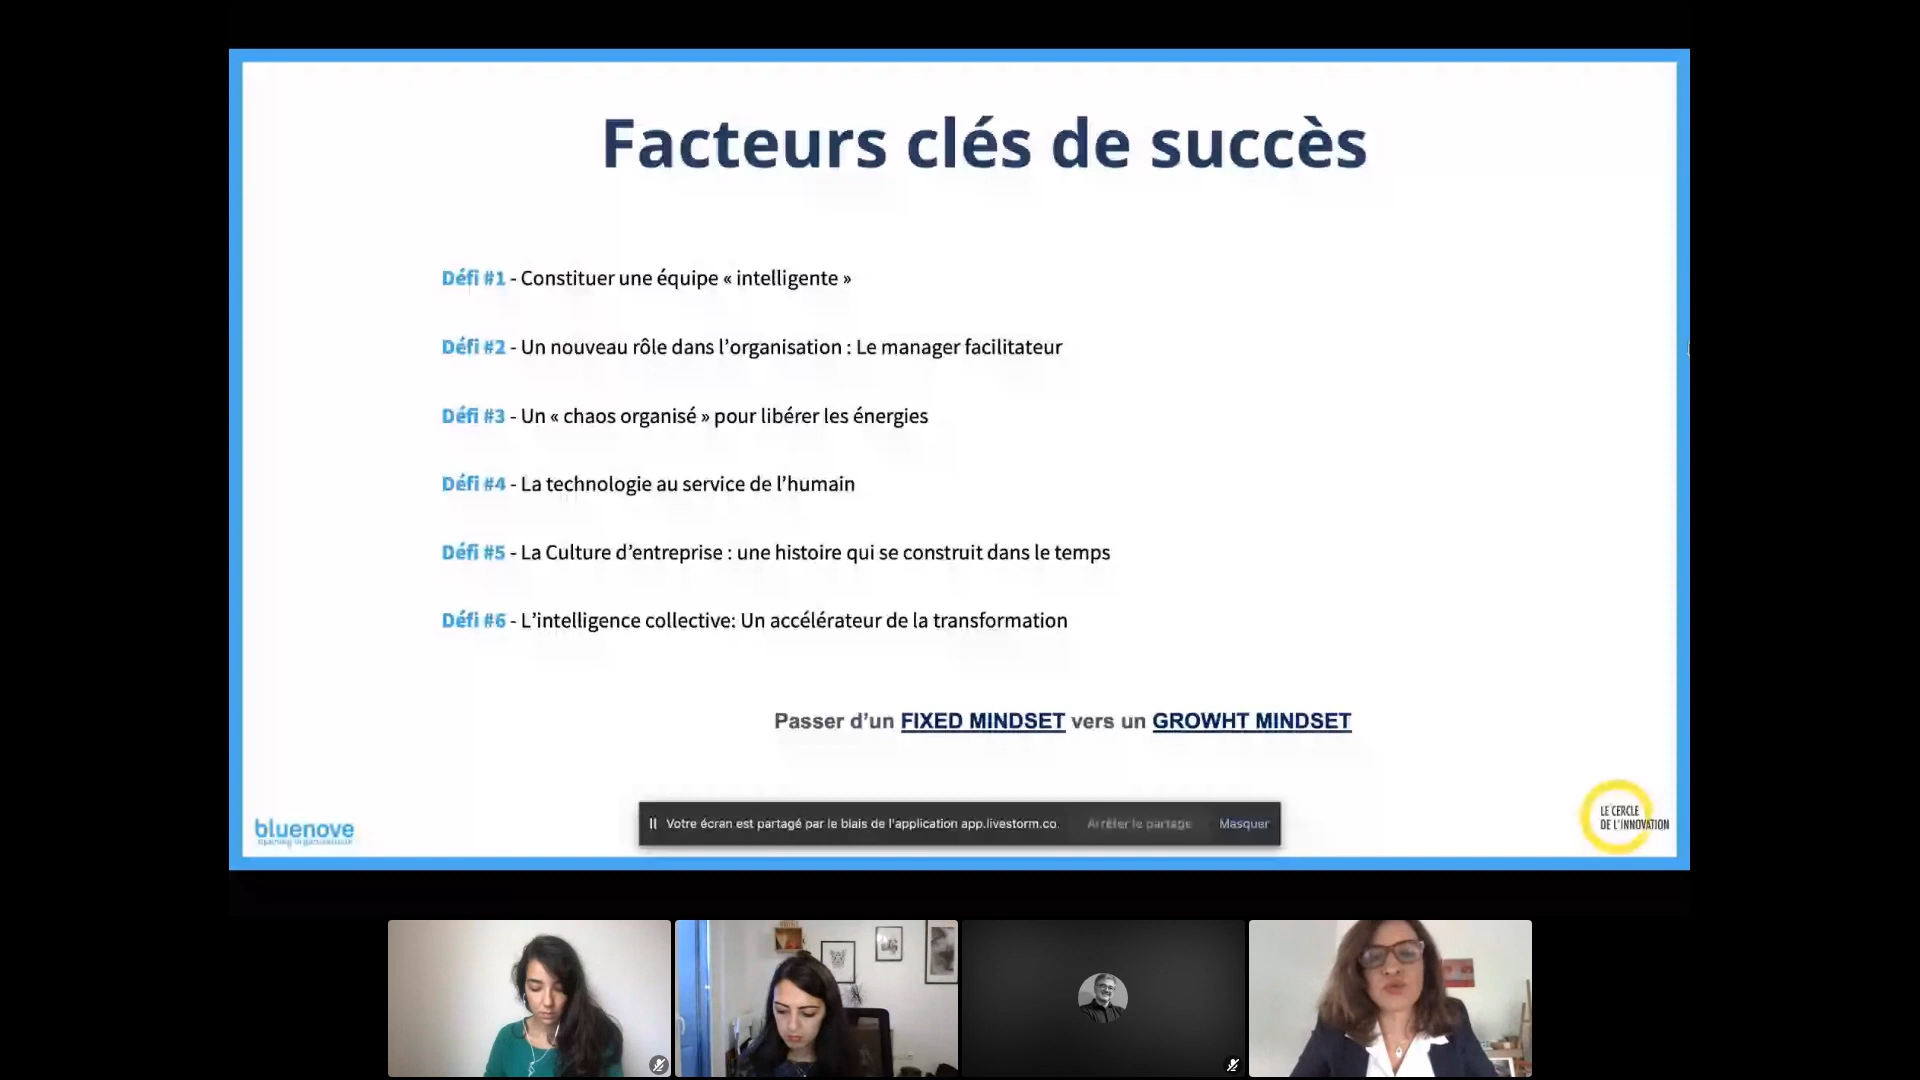 Facteurs clés de succès
Défi #1 - Constituer une équipe « intelligente »
Défi #2 - Un nouveau rôle dans l’organisation : Le manager facilitateur
Défi #3 - Un « chaos organisé » pour libérer les énergies
Défi #4 - La technologie au service de l’humain
Défi #5 - La Culture d’entreprise : une histoire qui se construit dans le temps
Défi #6 - L’intelligence collective: Un accélérateur de la transformation
Passer d’un FIXED MINDSET vers un GROWHT MINDSET
bluenove
opening organisations
Votre écran est partagé par le biais de l'application app.livestorm.co. Arrêter le partage Masquer
LE CERCLE
DE L'INNOVATION